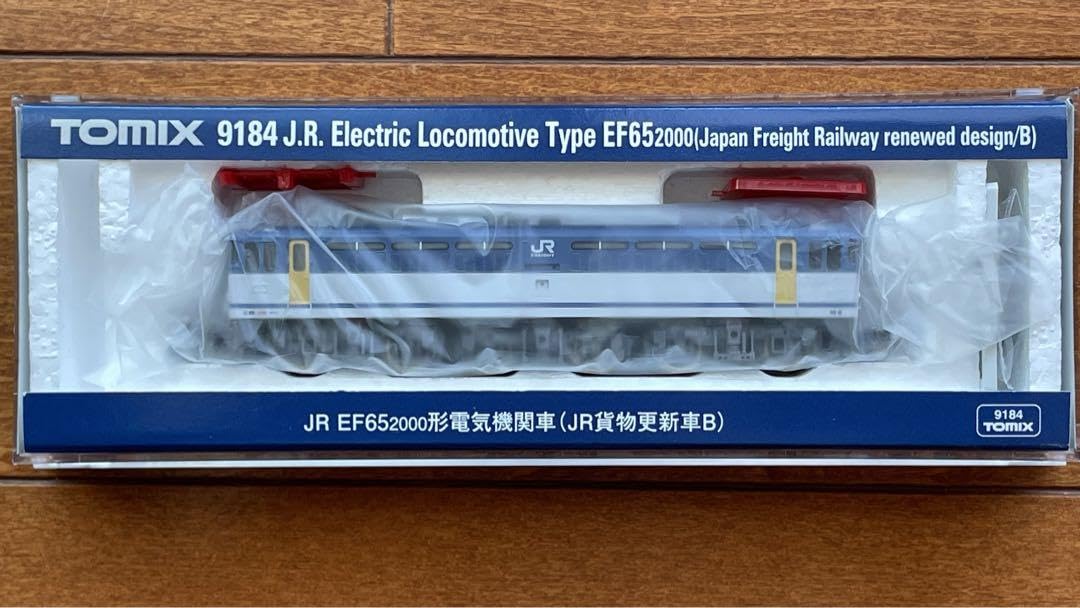 TOMIX 9184 J.R. Electric Locomotive Type EF652000(Japan Freight Railway renewed design/B)
JR
JR EF652000形電気機関車(JR貨物更新車B)
9184
TOMIX